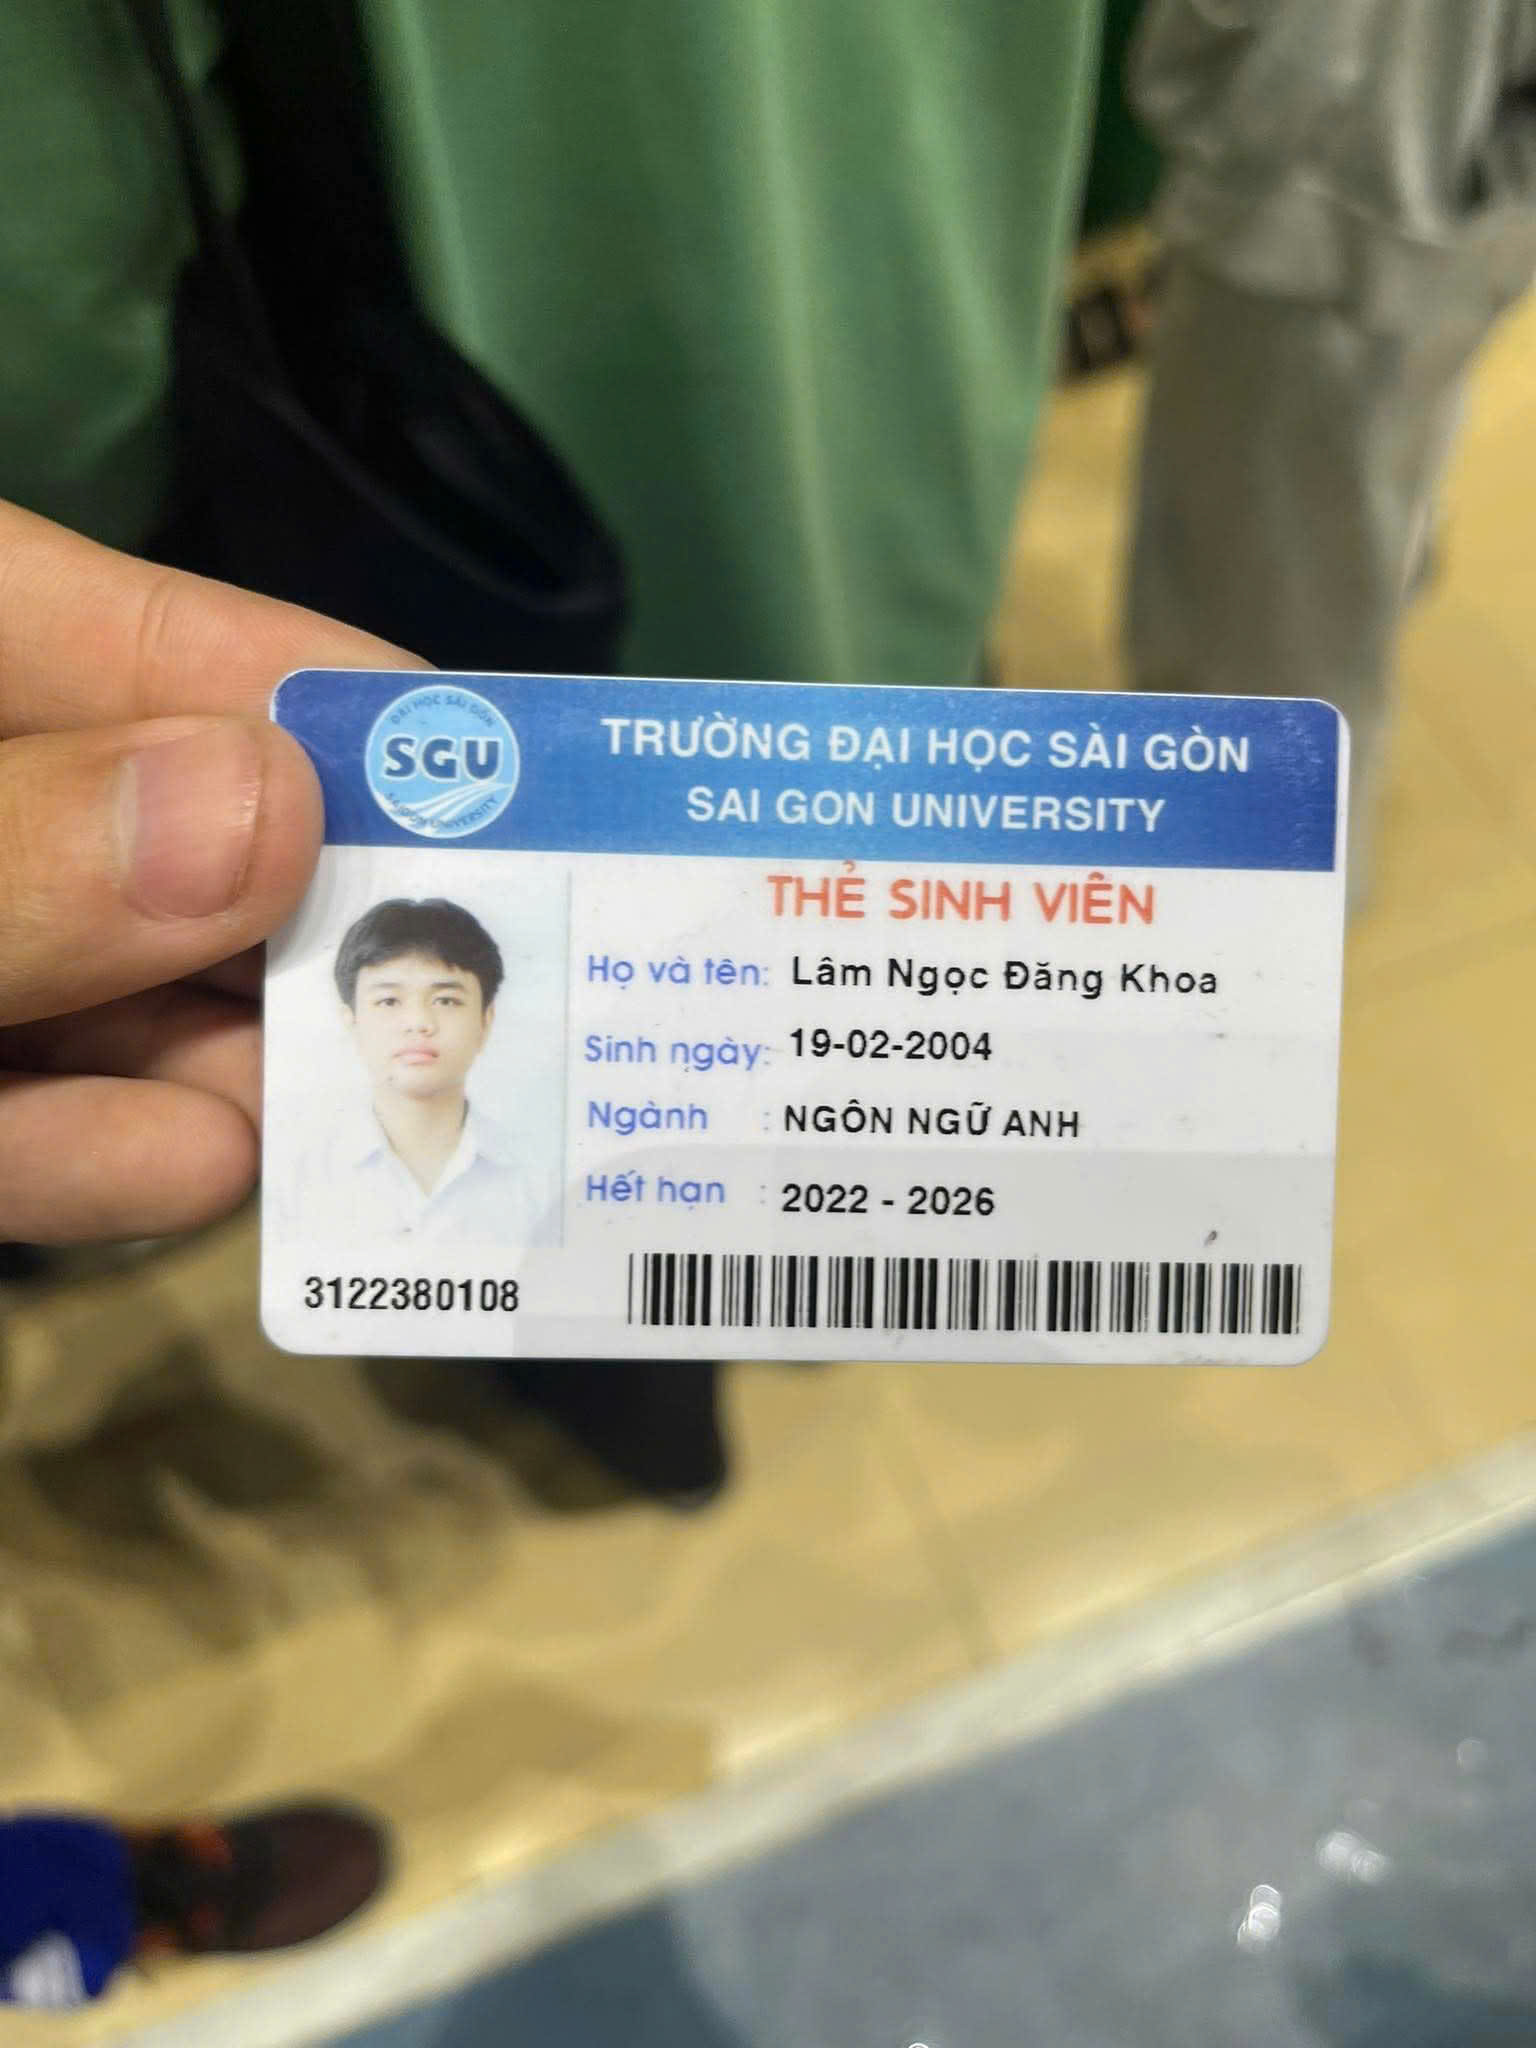 ĐẠI HỌC SÀI GÒN
SGU
SAIGON UNIVERSITY
TRƯỜNG ĐẠI HỌC SÀI GÒN
SAI GON UNIVERSITY
THẺ SINH VIÊN
Họ và tên: Lâm Ngọc Đăng Khoa
Sinh ngày: 19-02-2004
Ngành : NGÔN NGỮ ANH
Hết hạn : 2022 - 2026
3122380108